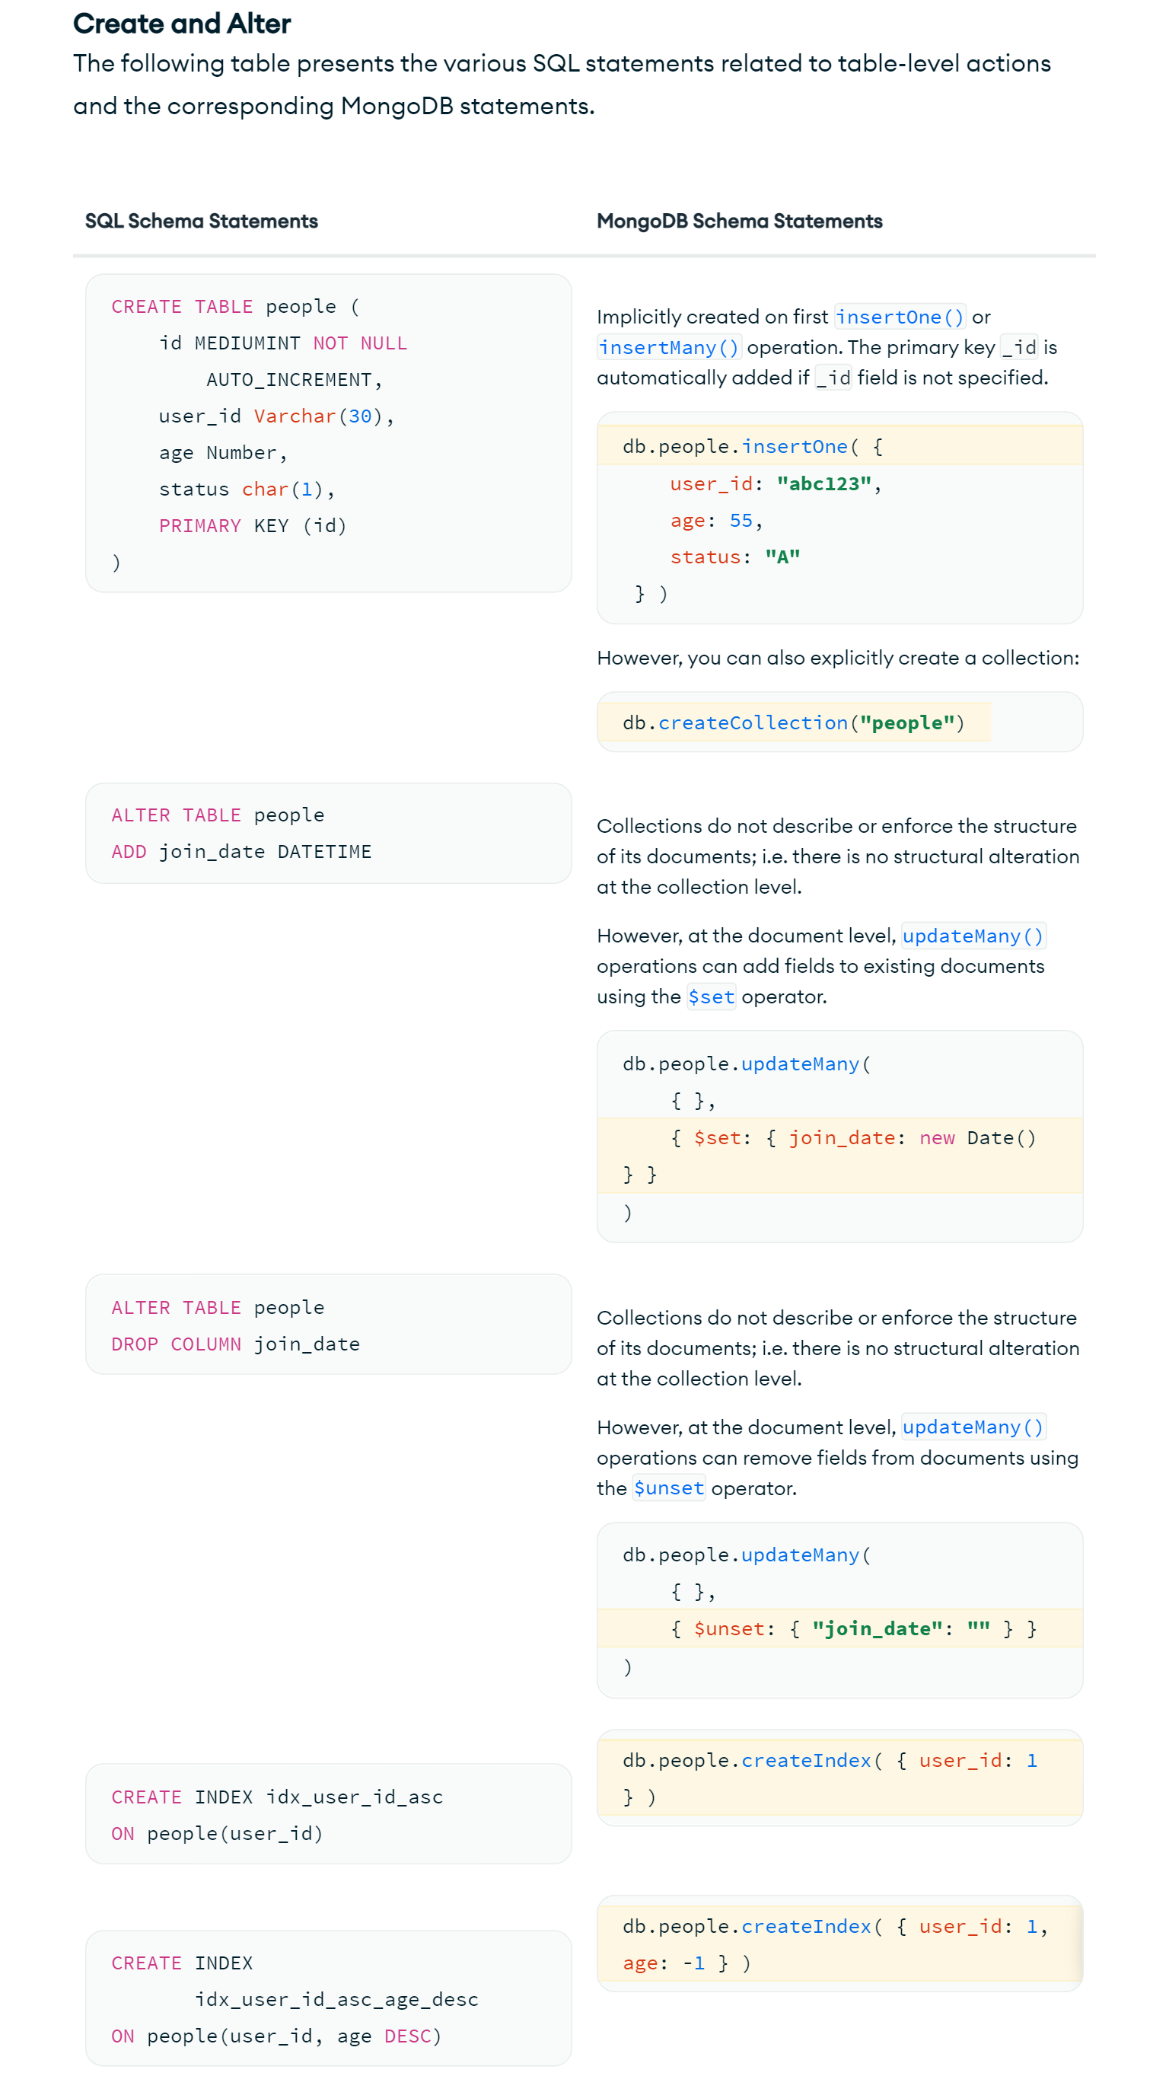 Create and Alter
The following table presents the various SQL statements related to table-level actions
and the corresponding MongoDB statements.
SQL Schema Statements
MongoDB Schema Statements
CREATE TABLE people (
    id MEDIUMINT NOT NULL
        AUTO_INCREMENT,
    user_id Varchar(30),
    age Number,
    status char(1),
    PRIMARY KEY (id)
)
Implicitly created on first insertOne() or
insertMany() operation. The primary key _id is
automatically added if _id field is not specified.
db.people.insertOne( {
    user_id: "abc123",
    age: 55,
    status: "A"
 } )
However, you can also explicitly create a collection:
db.createCollection("people")
ALTER TABLE people
ADD join_date DATETIME
Collections do not describe or enforce the structure
of its documents; i.e. there is no structural alteration
at the collection level.
However, at the document level, updateMany()
operations can add fields to existing documents
using the $set operator.
db.people.updateMany(
    { },
    { $set: { join_date: new Date()
} }
)
ALTER TABLE people
DROP COLUMN join_date
Collections do not describe or enforce the structure
of its documents; i.e. there is no structural alteration
at the collection level.
However, at the document level, updateMany()
operations can remove fields from documents using
the $unset operator.
db.people.updateMany(
    { },
    { $unset: { "join_date": "" } }
)
CREATE INDEX idx_user_id_asc
ON people(user_id)
db.people.createIndex( { user_id: 1
} )
CREATE INDEX
       idx_user_id_asc_age_desc
ON people(user_id, age DESC)
db.people.createIndex( { user_id: 1,
age: -1 } )